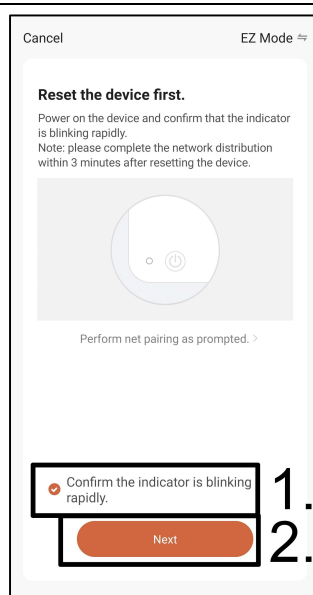 Cancel EZ Mode ⇋
Reset the device first.
Power on the device and confirm that the indicator
is blinking rapidly.
Note: please complete the network distribution
within 3 minutes after resetting the device.
Perform net pairing as prompted. >
Confirm the indicator is blinking
rapidly.
1.
Next
2.